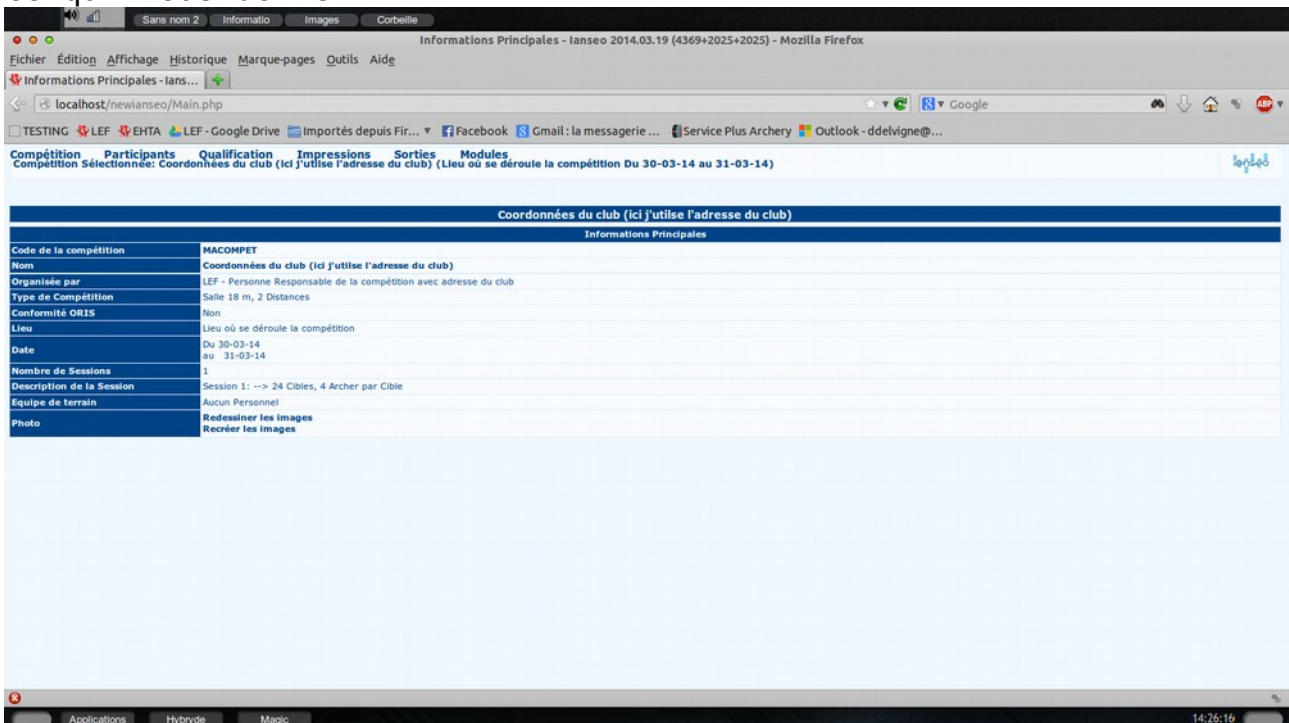 Sans nom 2 Informatio Images Corbeille
Informations Principales - Ianseo 2014.03.19 (4369+2025+2025) - Mozilla Firefox
Fichier Édition Affichage Historique Marque-pages Outils Aide
Informations Principales - Ians...
localhost/newianseo/Main.php Google
TESTING LEF EHTA LEF - Google Drive Importés depuis Fir... Facebook Gmail : la messagerie ... Service Plus Archery Outlook - ddelvigne@...
Compétition Participants Qualification Impressions Sorties Modules
Compétition Sélectionnée: Coordonnées du club (ici j'utilse l'adresse du club) (Lieu où se déroule la compétition Du 30-03-14 au 31-03-14)
ianseo
Coordonnées du club (ici j'utilse l'adresse du club)
Informations Principales
Code de la compétition MACOMPET
Nom Coordonnées du club (ici j'utilse l'adresse du club)
Organisée par LEF - Personne Responsable de la compétition avec adresse du club
Type de Compétition Salle 18 m, 2 Distances
Conformité ORIS Non
Lieu Lieu où se déroule la compétition
Date Du 30-03-14
au 31-03-14
Nombre de Sessions 1
Description de la Session Session 1: --> 24 Cibles, 4 Archer par Cible
Equipe de terrain Aucun Personnel
Photo Redessiner les images
Recréer les images
Applications Hybryde Magic 14:26:16